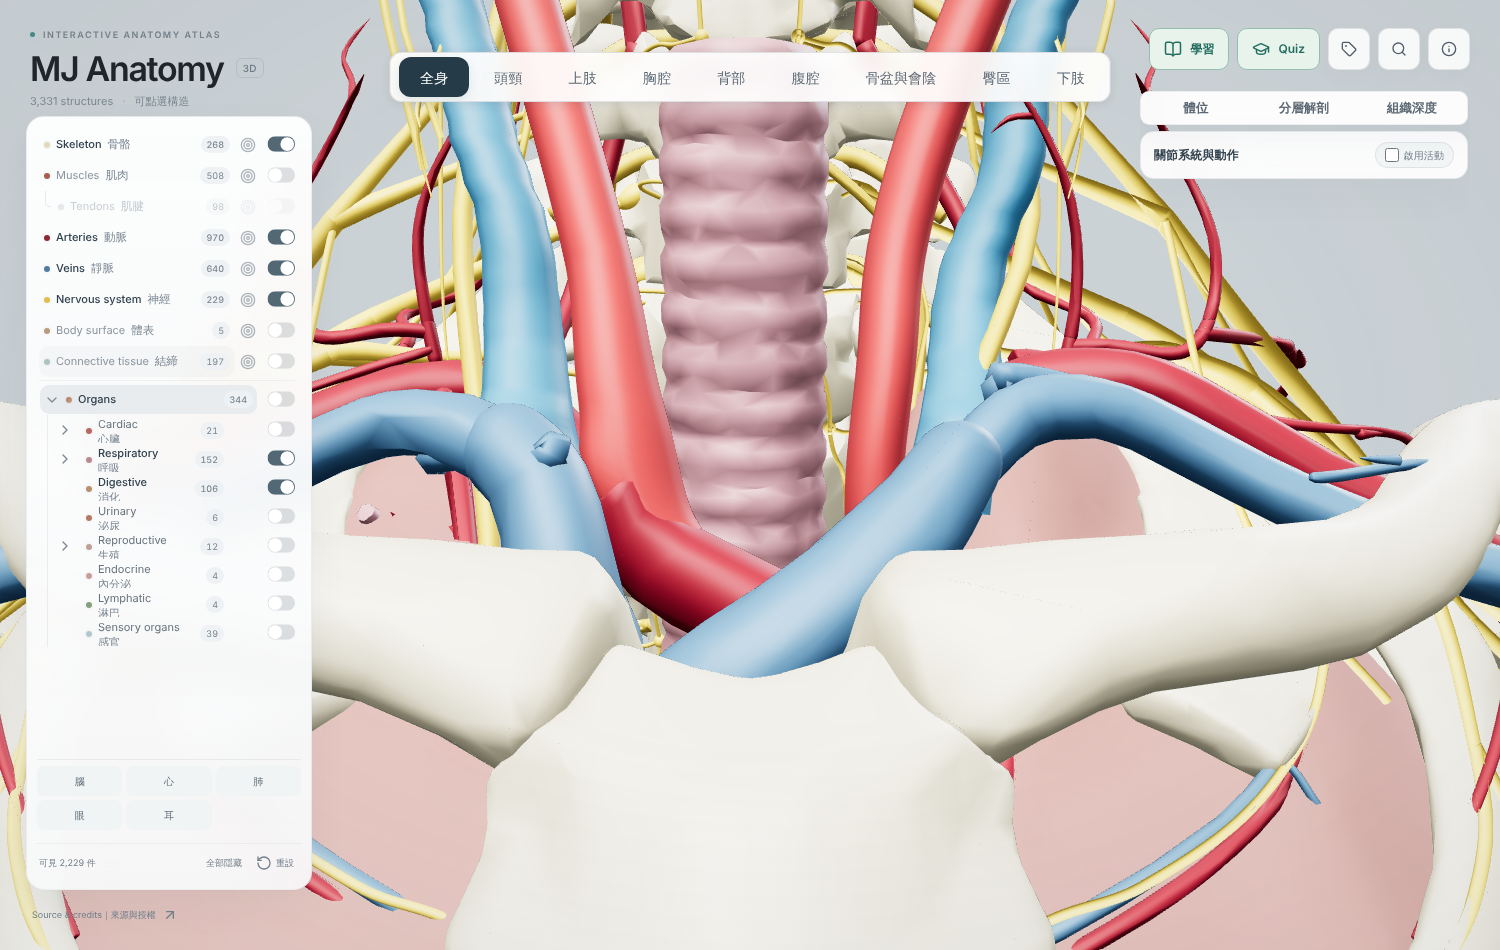 INTERACTIVE ANATOMY ATLAS
MJ Anatomy 3D
3,331 structures · 可點選構造
全身 頭頸 上肢 胸腔 背部 腹腔 骨盆與會陰 臀區 下肢
學習 Quiz
體位 分層解剖 組織深度
關節系統與動作 啟用活動
Skeleton 骨骼 268
Muscles 肌肉 508
Tendons 肌腱 98
Arteries 動脈 970
Veins 靜脈 640
Nervous system 神經 229
Body surface 體表 5
Connective tissue 結締 197
Organs 344
Cardiac 21
心臟
Respiratory 152
呼吸
Digestive 106
消化
Urinary 6
泌尿
Reproductive 12
生殖
Endocrine 4
內分泌
Lymphatic 4
淋巴
Sensory organs 39
感官
腦 心 肺
眼 耳
可見 2,229 件 全部隱藏 重設
Source & credits | 來源與授權